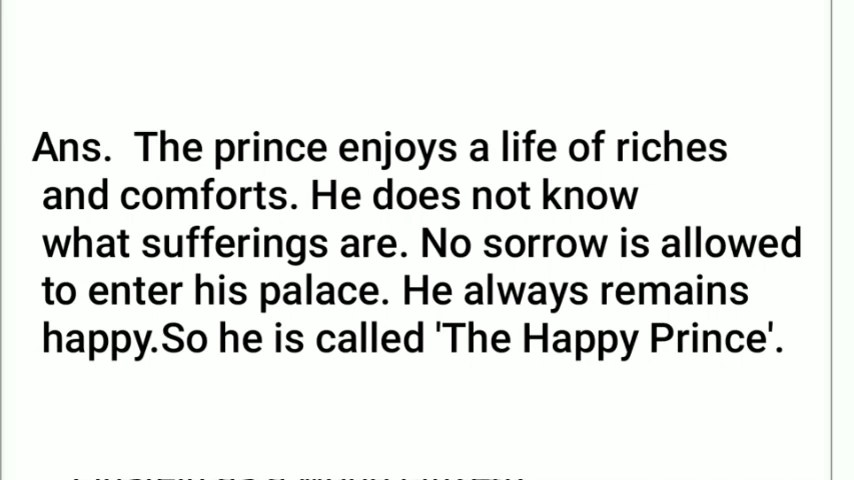 Ans. The prince enjoys a life of riches
and comforts. He does not know
what sufferings are. No sorrow is allowed
to enter his palace. He always remains
happy.So he is called 'The Happy Prince'.